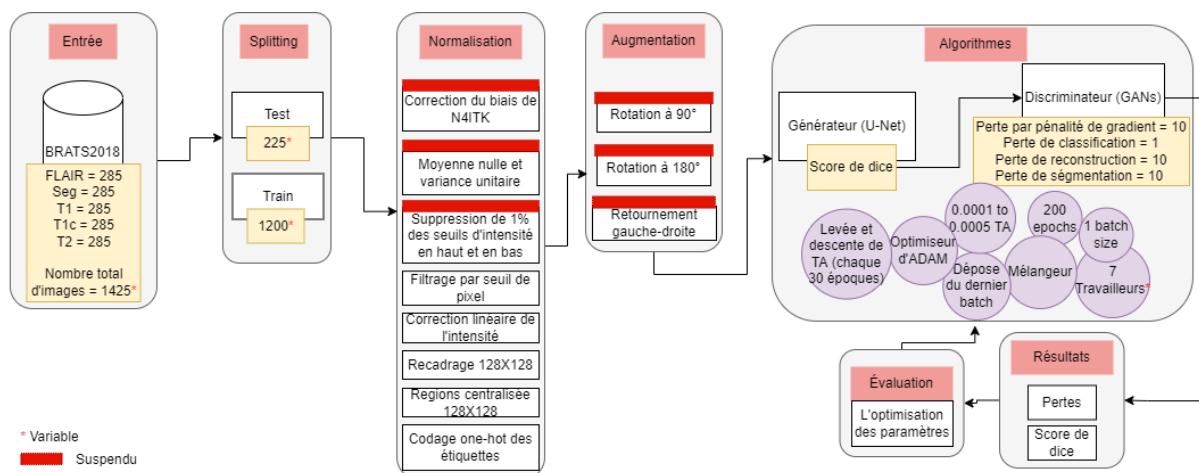 Entrée
BRATS2018
FLAIR = 285
Seg = 285
T1 = 285
T1c = 285
T2 = 285
Nombre total
d'images = 1425*
Splitting
Test
225*
Train
1200*
Normalisation
Correction du biais de
N4ITK
Moyenne nulle et
variance unitaire
Suppression de 1%
des seuils d'intensité
en haut et en bas
Filtrage par seuil de
pixel
Correction linéaire de
l'intensité
Recadrage 128X128
Regions centralisée
128X128
Codage one-hot des
étiquettes
Augmentation
Rotation à 90°
Rotation à 180°
Retournement
gauche-droite
Algorithmes
Générateur (U-Net)
Score de dice
Discriminateur (GANs)
Perte par pénalité de gradient = 10
Perte de classification = 1
Perte de reconstruction = 10
Perte de ségmentation = 10
Levée et
descente de
TA (chaque
30 époques)
Optimiseur
d'ADAM
0.0001 to
0.0005 TA
Dépose
du dernier
batch
200
epochs
Mélangeur
1 batch
size
7
Travailleurs*
Évaluation
L'optimisation
des paramètres
Résultats
Pertes
Score de
dice
* Variable
Suspendu